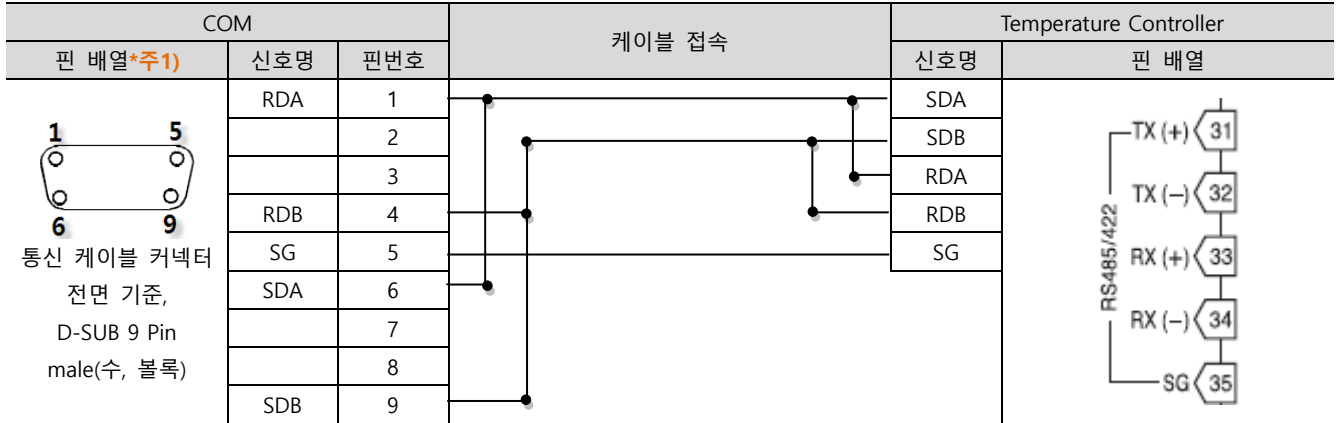 COM 케이블 접속 Temperature Controller
핀 배열*주1) 신호명 핀번호 신호명 핀 배열
RDA 1 SDA
2 SDB
3 RDA
RDB 4 RDB
SG 5 SG
SDA 6
7
8
SDB 9
1 5
6 9
통신 케이블 커넥터
전면 기준,
D-SUB 9 Pin
male(수, 볼록)
RS485/422
TX (+) 31
TX (−) 32
RX (+) 33
RX (−) 34
SG 35